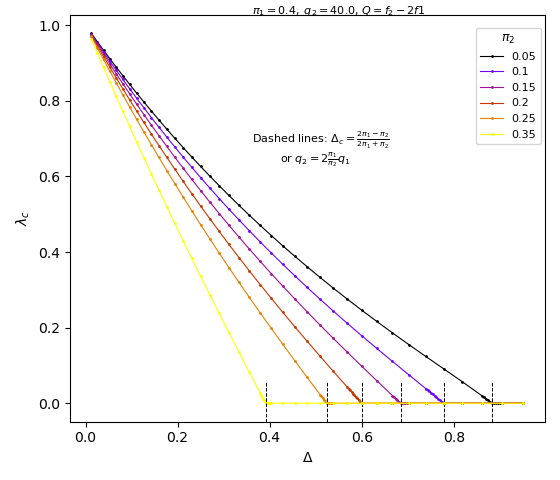 π₁ = 0.4, q₂ = 40.0, Q = f₂ − 2f1
1.0
0.8
0.6
0.4
0.2
0.0
λ_c
π₂
0.05
0.1
0.15
0.2
0.25
0.35
Dashed lines: Δ_c = (2π₁−π₂)/(2π₁+π₂)
or q₂ = 2(π₁/π₂)q₁
0.0 0.2 0.4 0.6 0.8
Δ